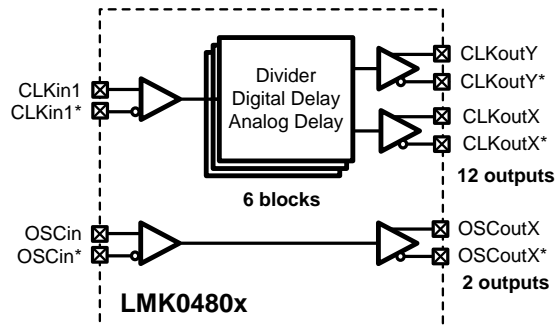 CLKin1
CLKin1*
Divider
Digital Delay
Analog Delay
6 blocks
CLKoutY
CLKoutY*
CLKoutX
CLKoutX*
12 outputs
OSCin
OSCin*
OSCoutX
OSCoutX*
2 outputs
LMK0480x